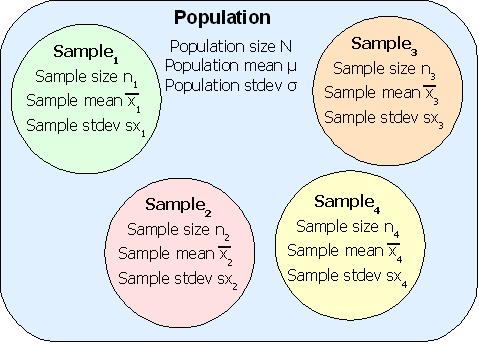 Population
Population size N
Population mean μ
Population stdev σ
Sample₁
Sample size n₁
Sample mean x̅₁
Sample stdev sx₁
Sample₃
Sample size n₃
Sample mean x̅₃
Sample stdev sx₃
Sample₂
Sample size n₂
Sample mean x̅₂
Sample stdev sx₂
Sample₄
Sample size n₄
Sample mean x̅₄
Sample stdev sx₄